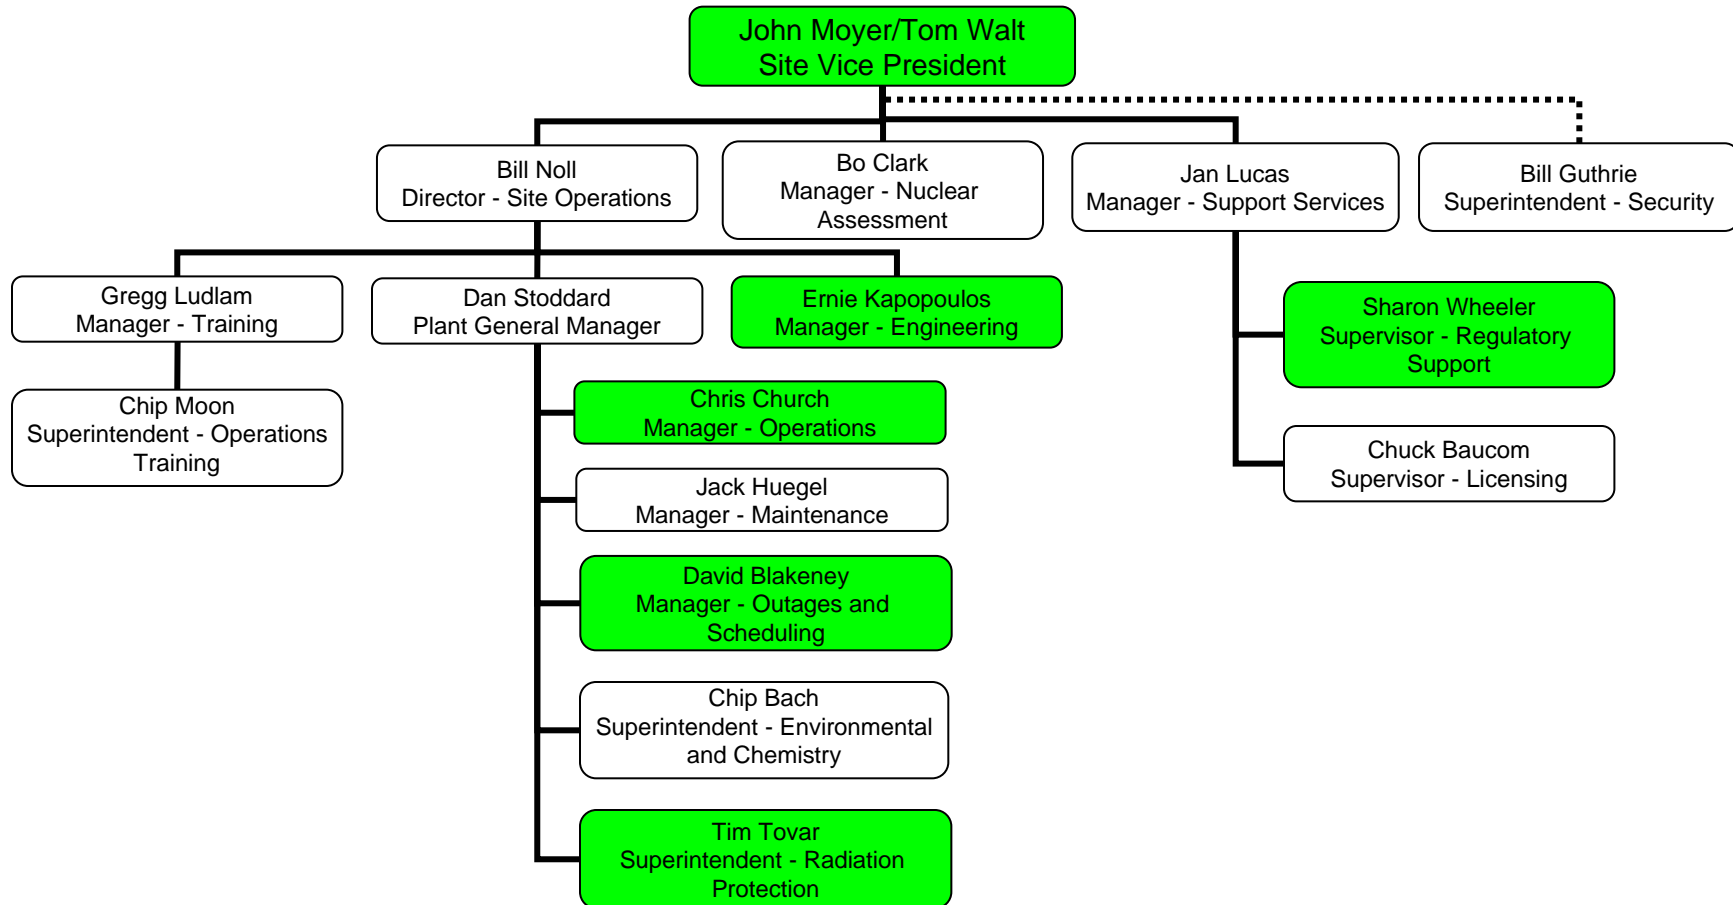 John Moyer/Tom Walt
Site Vice President
Bill Noll
Director - Site Operations
Bo Clark
Manager - Nuclear
Assessment
Jan Lucas
Manager - Support Services
Bill Guthrie
Superintendent - Security
Gregg Ludlam
Manager - Training
Dan Stoddard
Plant General Manager
Ernie Kapopoulos
Manager - Engineering
Sharon Wheeler
Supervisor - Regulatory
Support
Chip Moon
Superintendent - Operations
Training
Chris Church
Manager - Operations
Chuck Baucom
Supervisor - Licensing
Jack Huegel
Manager - Maintenance
David Blakeney
Manager - Outages and
Scheduling
Chip Bach
Superintendent - Environmental
and Chemistry
Tim Tovar
Superintendent - Radiation
Protection